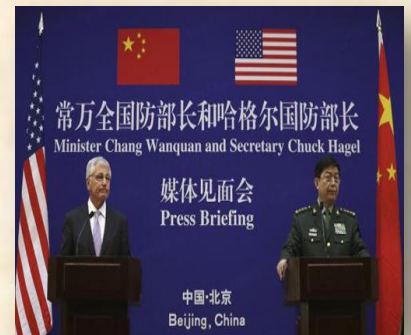 常万全国防部长和哈格尔国防部长
Minister Chang Wanquan and Secretary Chuck Hagel
媒体见面会
Press Briefing
中国·北京
Beijing, China